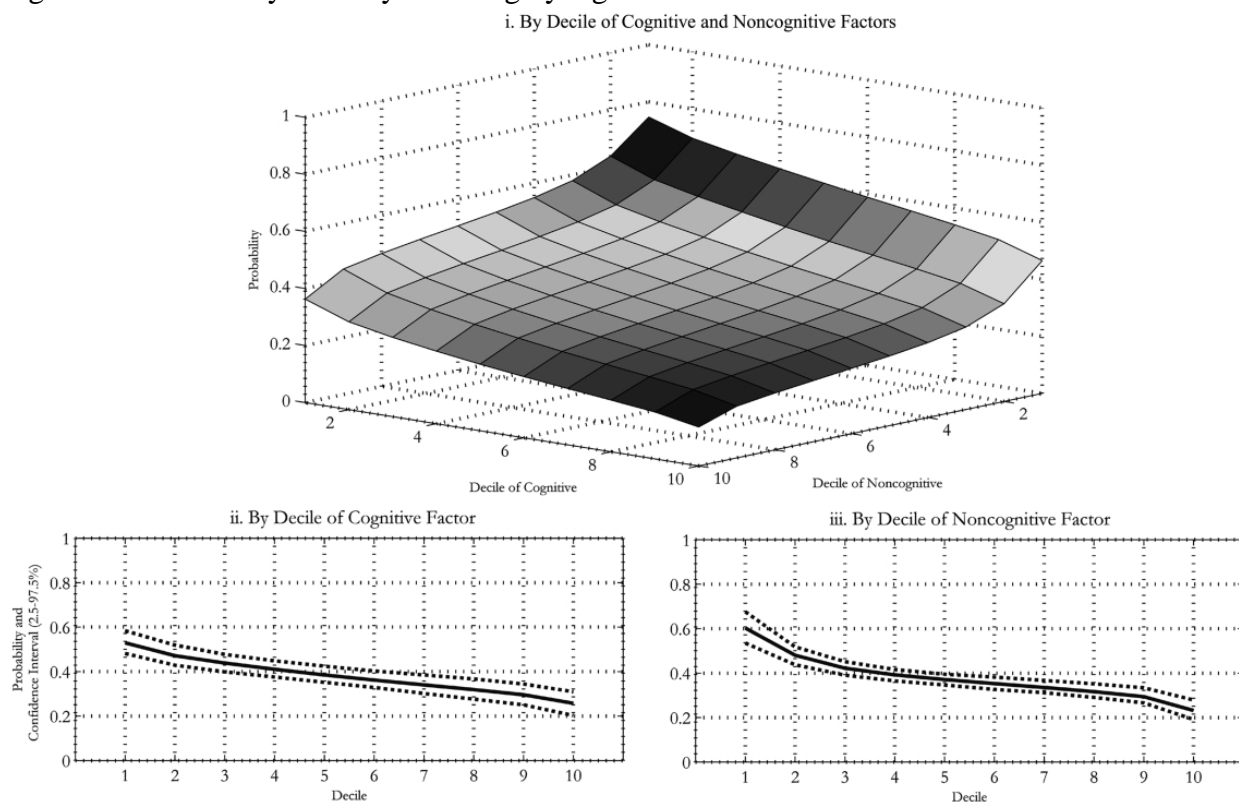 i. By Decile of Cognitive and Noncognitive Factors
1
0.8
0.6
0.4
0.2
0
Probability
2
4
6
8
10
Decile of Cognitive
10
8
6
4
2
Decile of Noncognitive
ii. By Decile of Cognitive Factor
Probability and
Confidence Interval (2.5-97.5%)
1
0.8
0.6
0.4
0.2
0
1 2 3 4 5 6 7 8 9 10
Decile
iii. By Decile of Noncognitive Factor
1
0.8
0.6
0.4
0.2
0
1 2 3 4 5 6 7 8 9 10
Decile